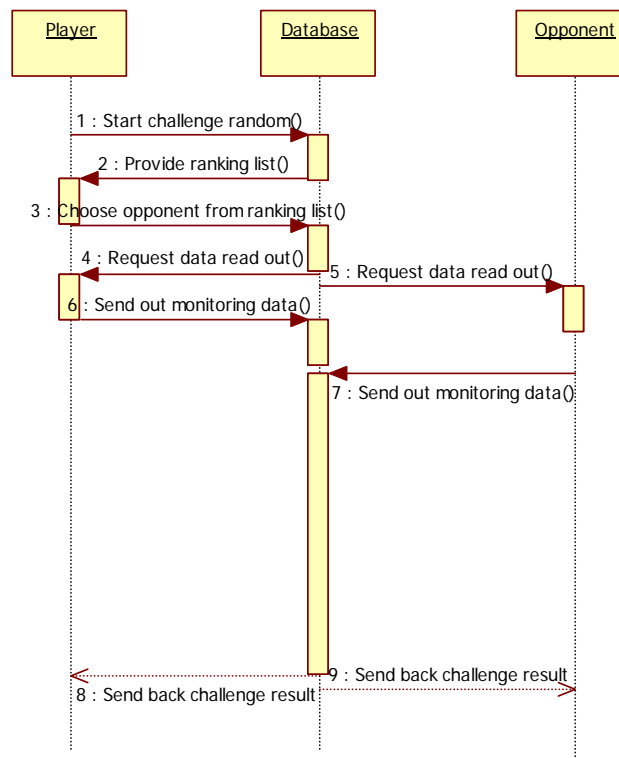 Player
Database
Opponent
1 : Start challenge random()
2 : Provide ranking list()
3 : Choose opponent from ranking list()
4 : Request data read out()
5 : Request data read out()
6 : Send out monitoring data()
7 : Send out monitoring data()
9 : Send back challenge result
8 : Send back challenge result